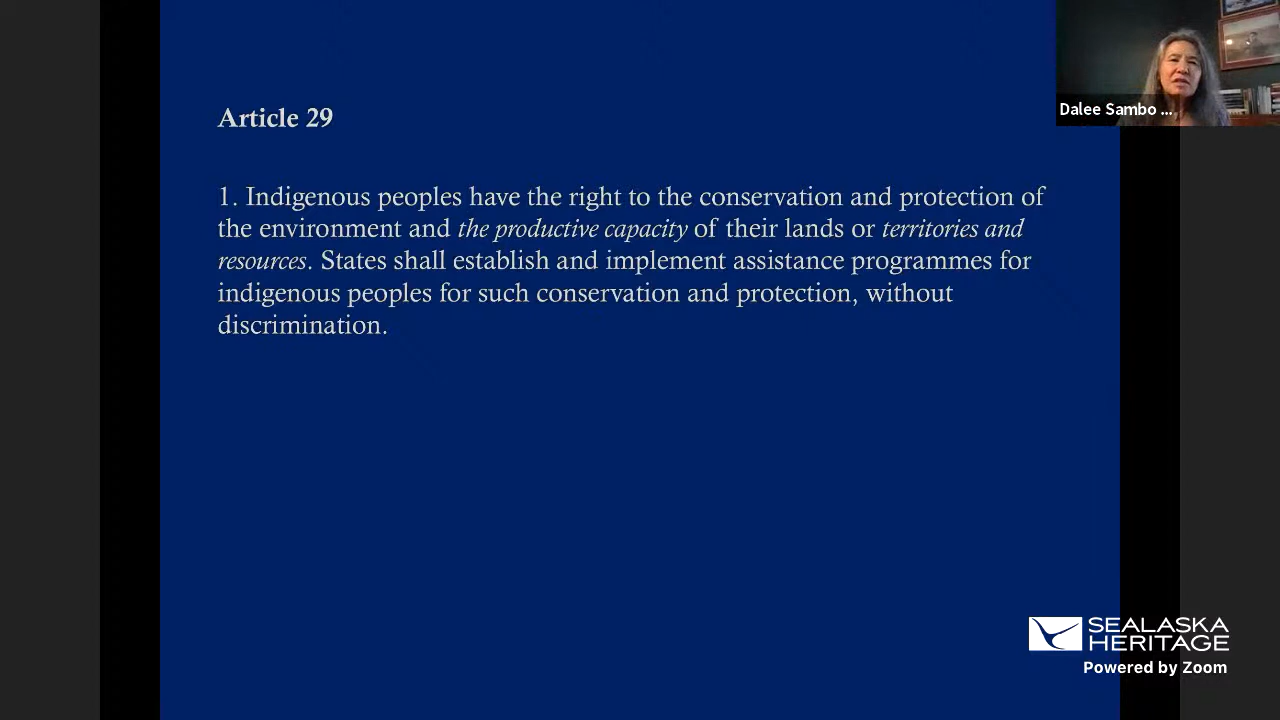 Article 29
1. Indigenous peoples have the right to the conservation and protection of
the environment and the productive capacity of their lands or territories and
resources. States shall establish and implement assistance programmes for
indigenous peoples for such conservation and protection, without
discrimination.
Dalee Sambo ...
SEALASKA
HERITAGE
Powered by Zoom